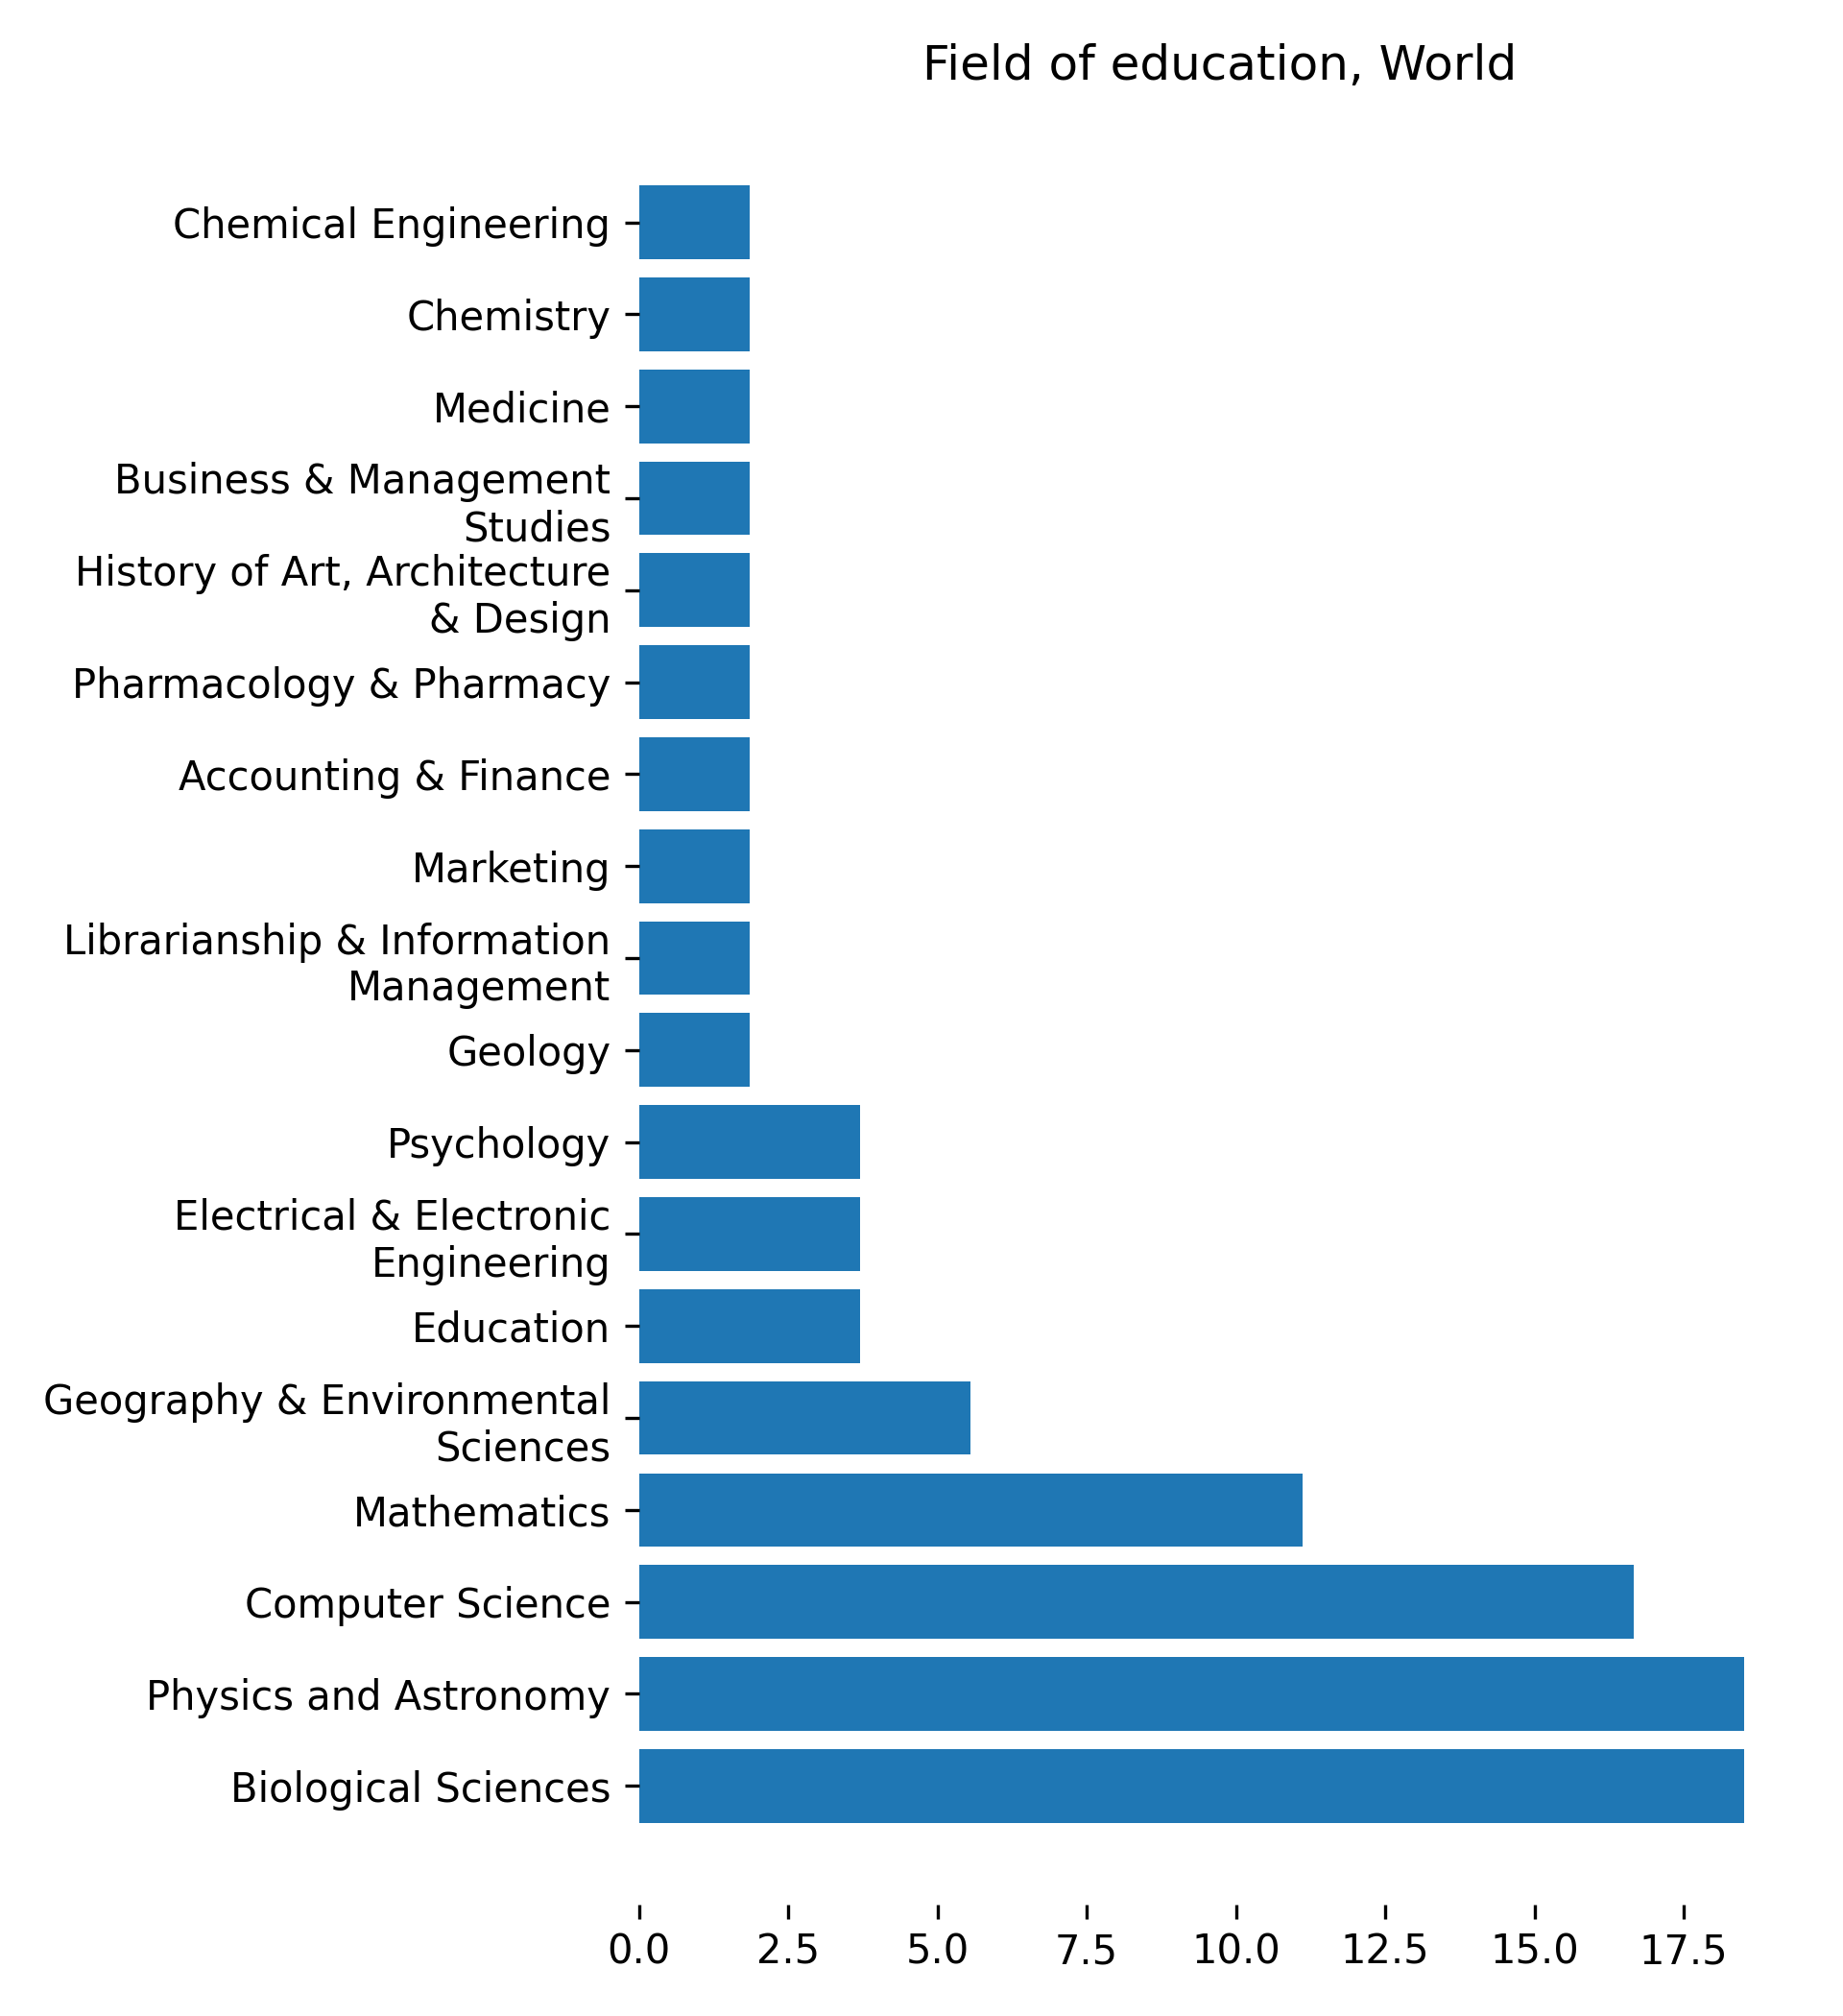 Field of education, World
Chemical Engineering
Chemistry
Medicine
Business & Management
Studies
History of Art, Architecture
& Design
Pharmacology & Pharmacy
Accounting & Finance
Marketing
Librarianship & Information
Management
Geology
Psychology
Electrical & Electronic
Engineering
Education
Geography & Environmental
Sciences
Mathematics
Computer Science
Physics and Astronomy
Biological Sciences
0.0 2.5 5.0 7.5 10.0 12.5 15.0 17.5